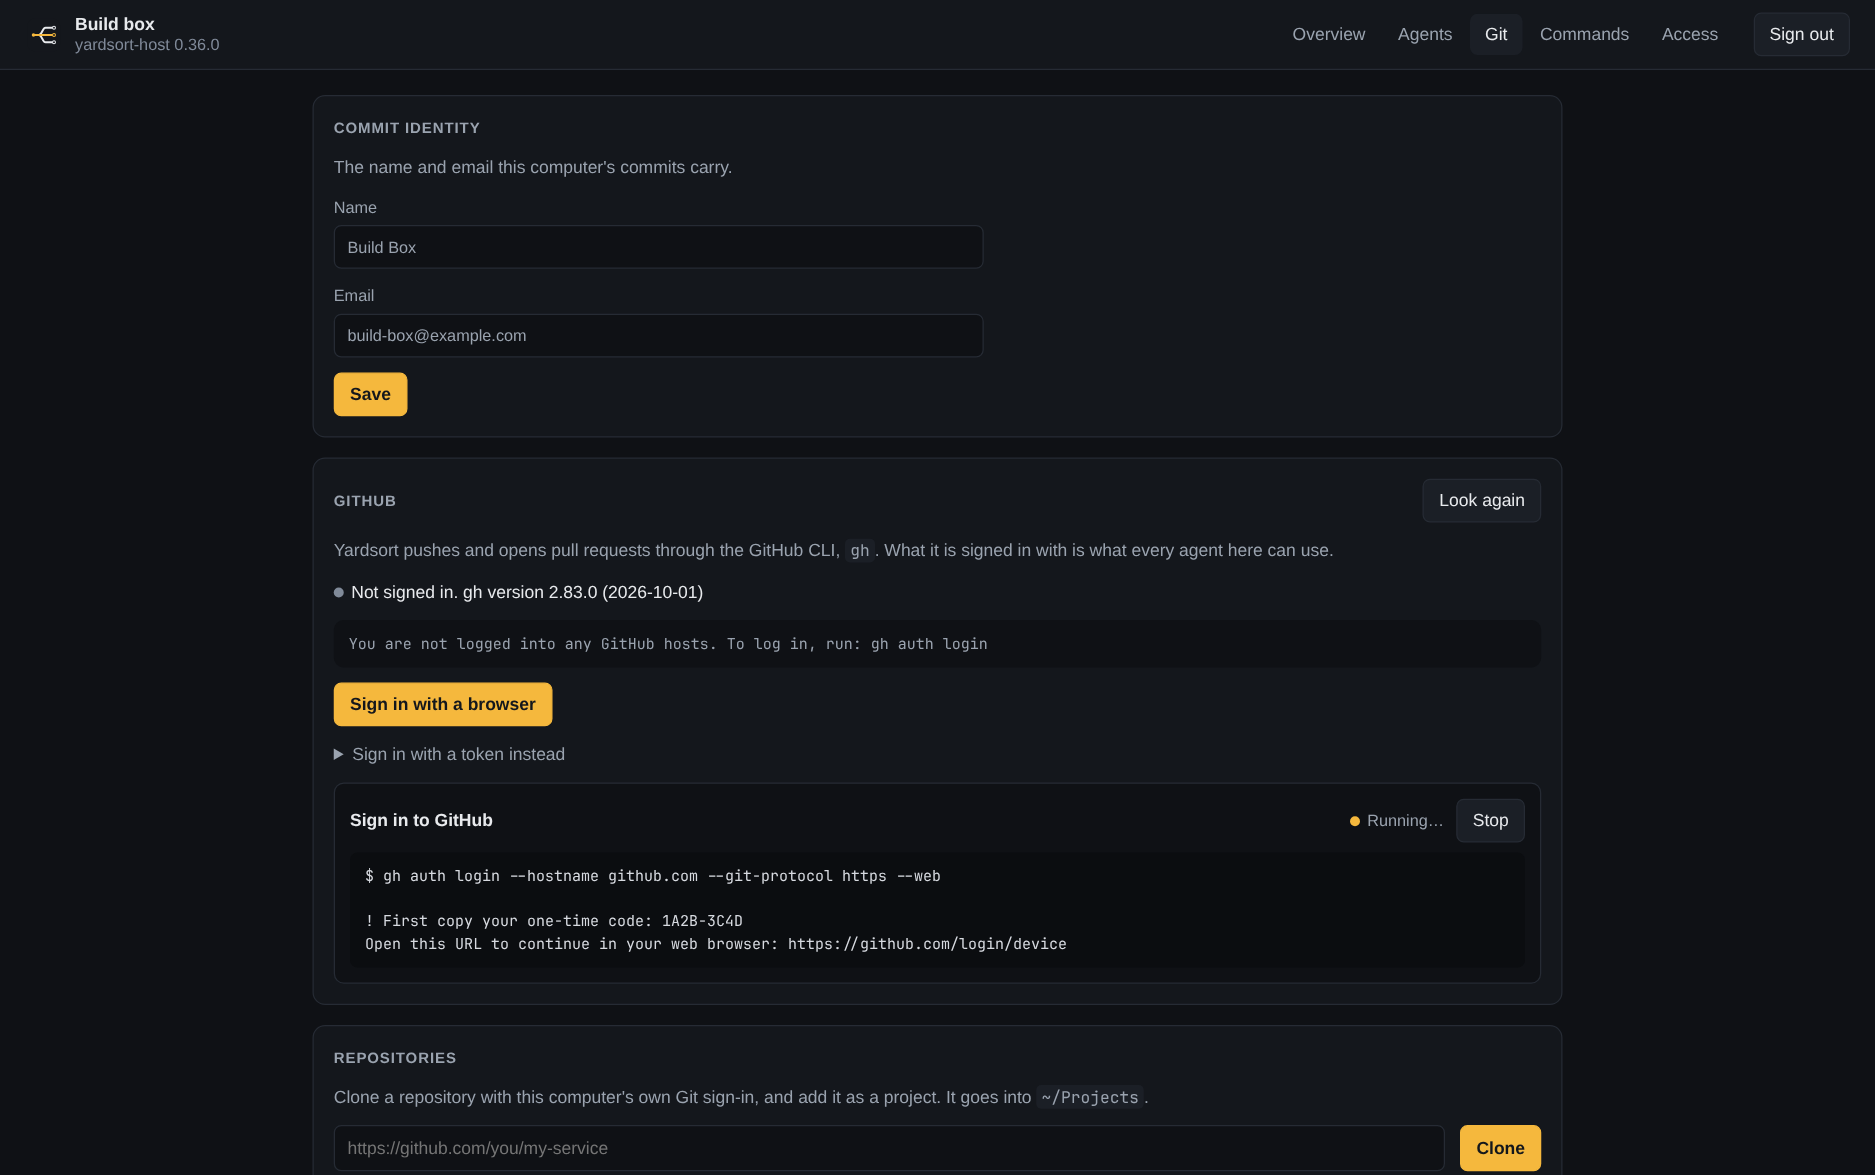 Build box
yardsort-host 0.36.0
Overview
Agents
Git
Commands
Access
Sign out
COMMIT IDENTITY
The name and email this computer's commits carry.
Name
Build Box
Email
build-box@example.com
Save
GITHUB
Look again
Yardsort pushes and opens pull requests through the GitHub CLI, gh. What it is signed in with is what every agent here can use.
Not signed in. gh version 2.83.0 (2026-10-01)
You are not logged into any GitHub hosts. To log in, run: gh auth login
Sign in with a browser
Sign in with a token instead
Sign in to GitHub
Running…
Stop
$ gh auth login --hostname github.com --git-protocol https --web
! First copy your one-time code: 1A2B-3C4D
Open this URL to continue in your web browser: https://github.com/login/device
REPOSITORIES
Clone a repository with this computer's own Git sign-in, and add it as a project. It goes into ~/Projects.
https://github.com/you/my-service
Clone